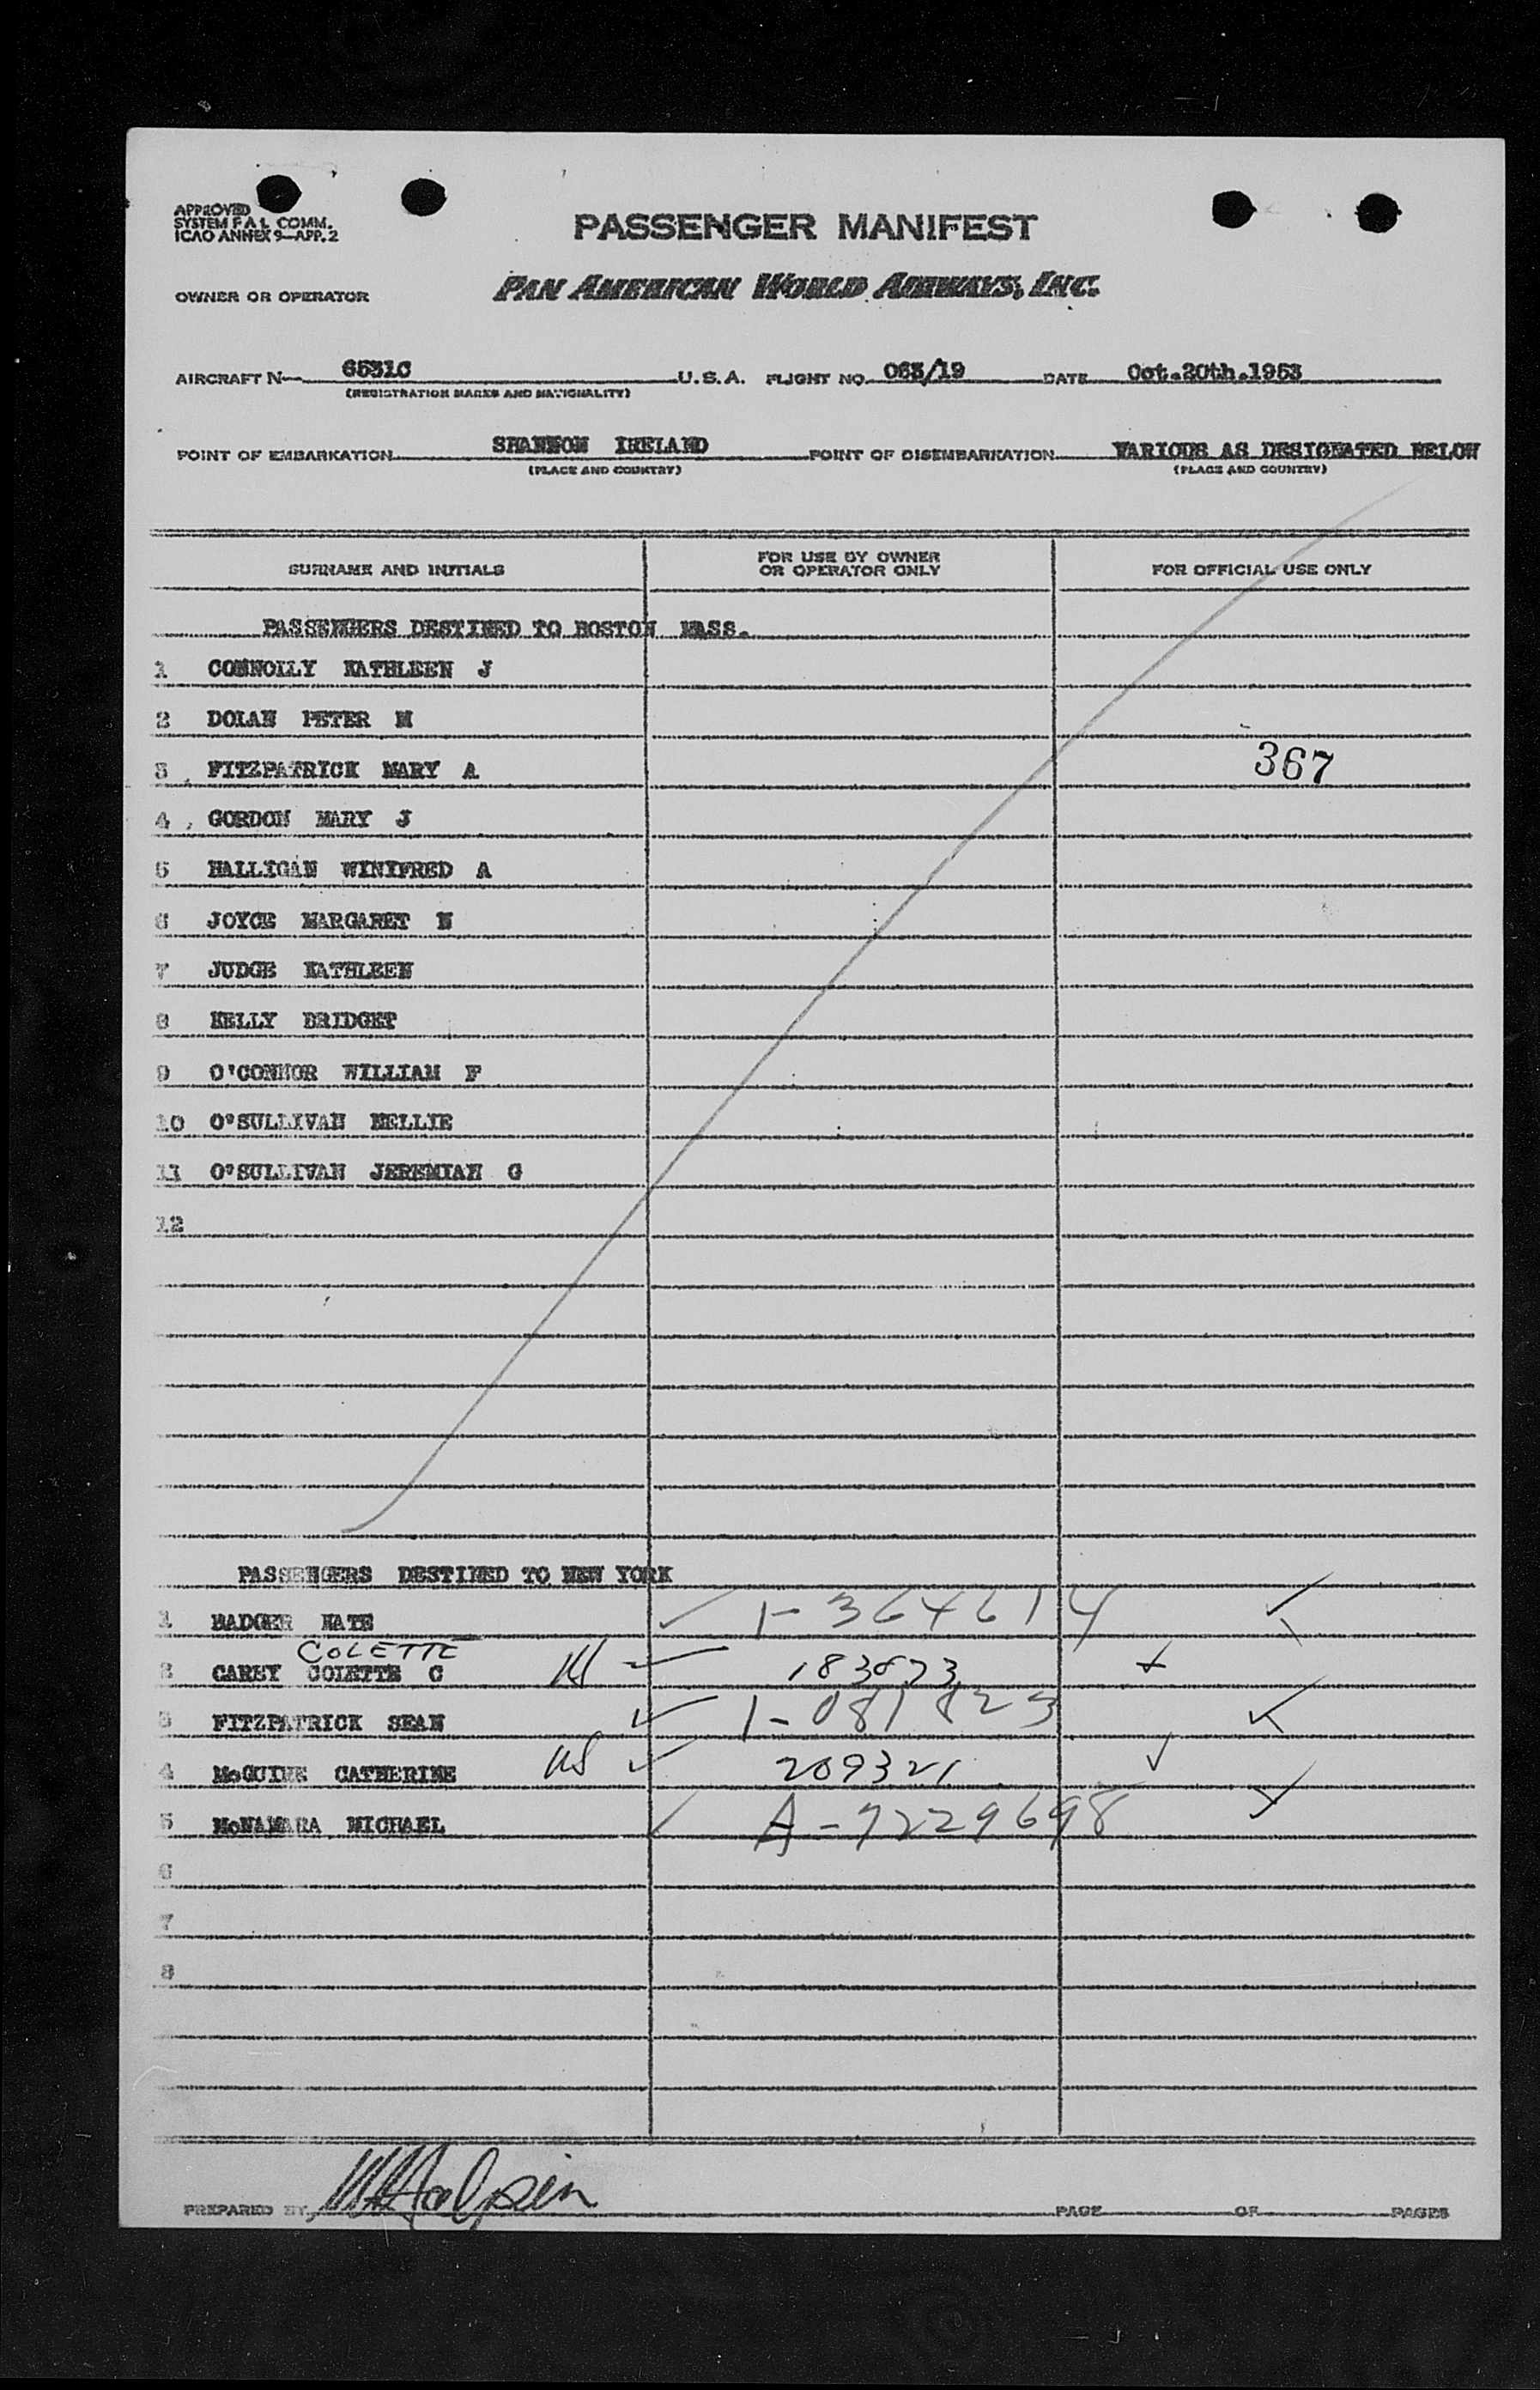 APPROVED
SYSTEM F A L COMM.
ICAO ANNEX 9—APP. 2
PASSENGER MANIFEST
OWNER OR OPERATOR PAN AMERICAN WORLD AIRWAYS, INC.
AIRCRAFT N— 6531C U.S.A. FLIGHT NO. 063/19 DATE Oct.20th.1953
(REGISTRATION MARKS AND NATIONALITY)
POINT OF EMBARKATION SHANNON IRELAND POINT OF DISEMBARKATION VARIOUS AS DESIGNATED BELOW
(PLACE AND COUNTRY) (PLACE AND COUNTRY)
SURNAME AND INITIALS FOR USE BY OWNER OR OPERATOR ONLY FOR OFFICIAL USE ONLY
PASSENGERS DESTINED TO BOSTON MASS.
1 CONNOLLY KATHLEEN J
2 DOLAN PETER M
3 FITZPATRICK MARY A 367
4 GORDON MARY J
5 HALLIGAN WINIFRED A
6 JOYCE MARGARET N
7 JUDGE KATHLEEN
8 KELLY BRIDGET
9 O'CONNOR WILLIAM F
10 O'SULLIVAN NELLIE
11 O'SULLIVAN JEREMIAH G
12
PASSENGERS DESTINED TO NEW YORK
1 BADGER KATE ✓ 1-364614 ✓
COLETTE
2 CAREY COLETTE C ✓ 183873
3 FITZPATRICK SEAN ✓ 1-081823 ✓
4 McGUIRE CATHERINE US ✓ 209321 ✓
5 McNAMARA MICHAEL ✓ A-7229698 ✓
6
7
8
PREPARED BY Halpin PAGE OF PAGES